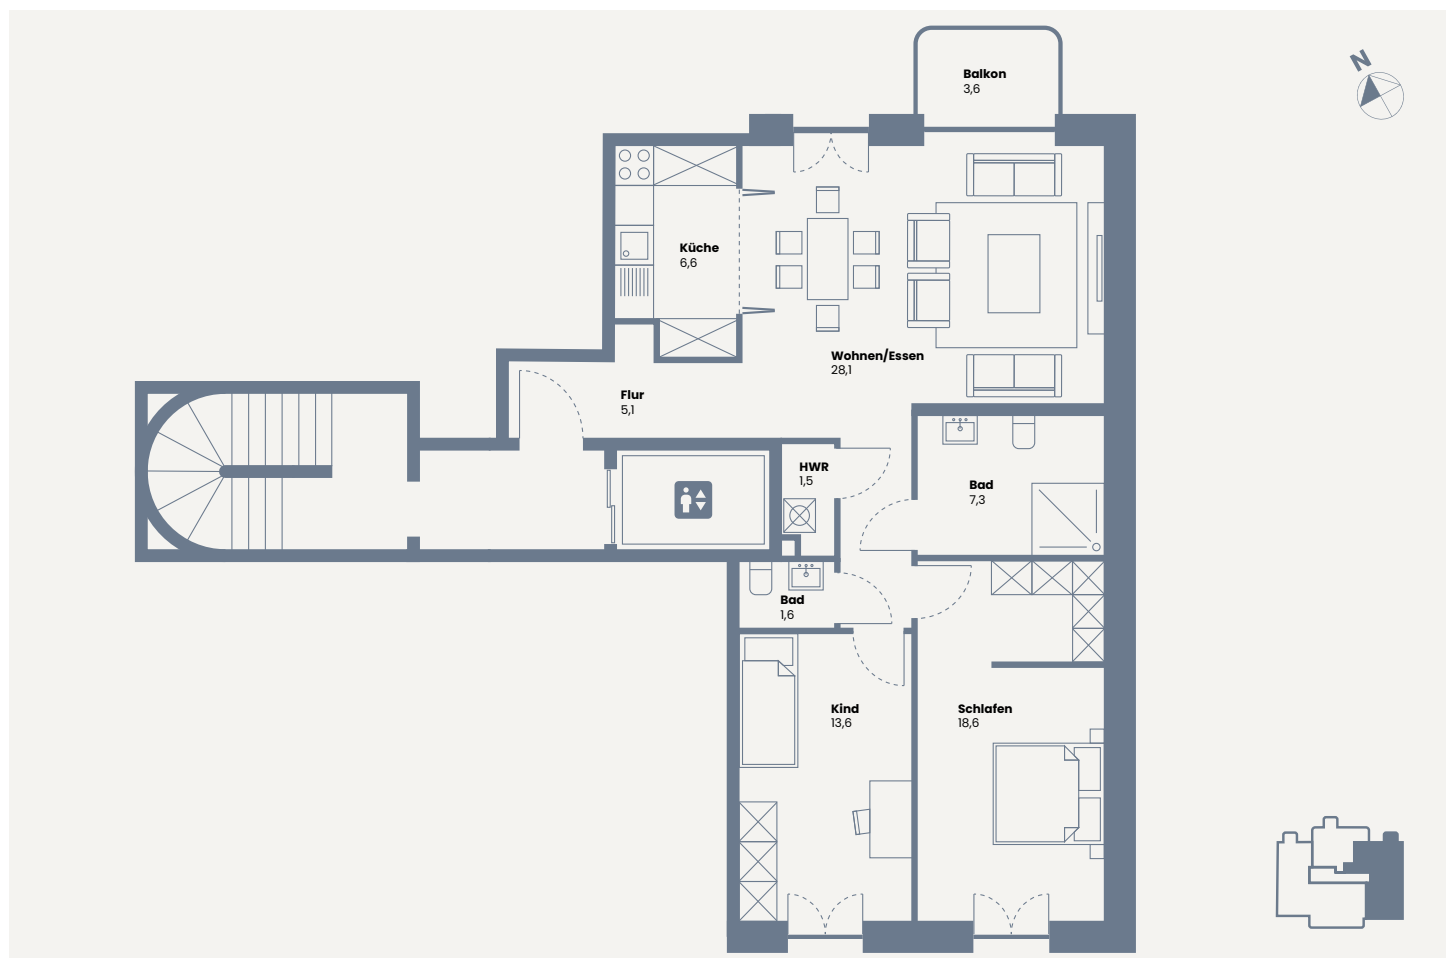 N
Balkon
3,6
Küche
6,6
Wohnen/Essen
28,1
Flur
5,1
HWR
1,5
Bad
7,3
Bad
1,6
Kind
13,6
Schlafen
18,6